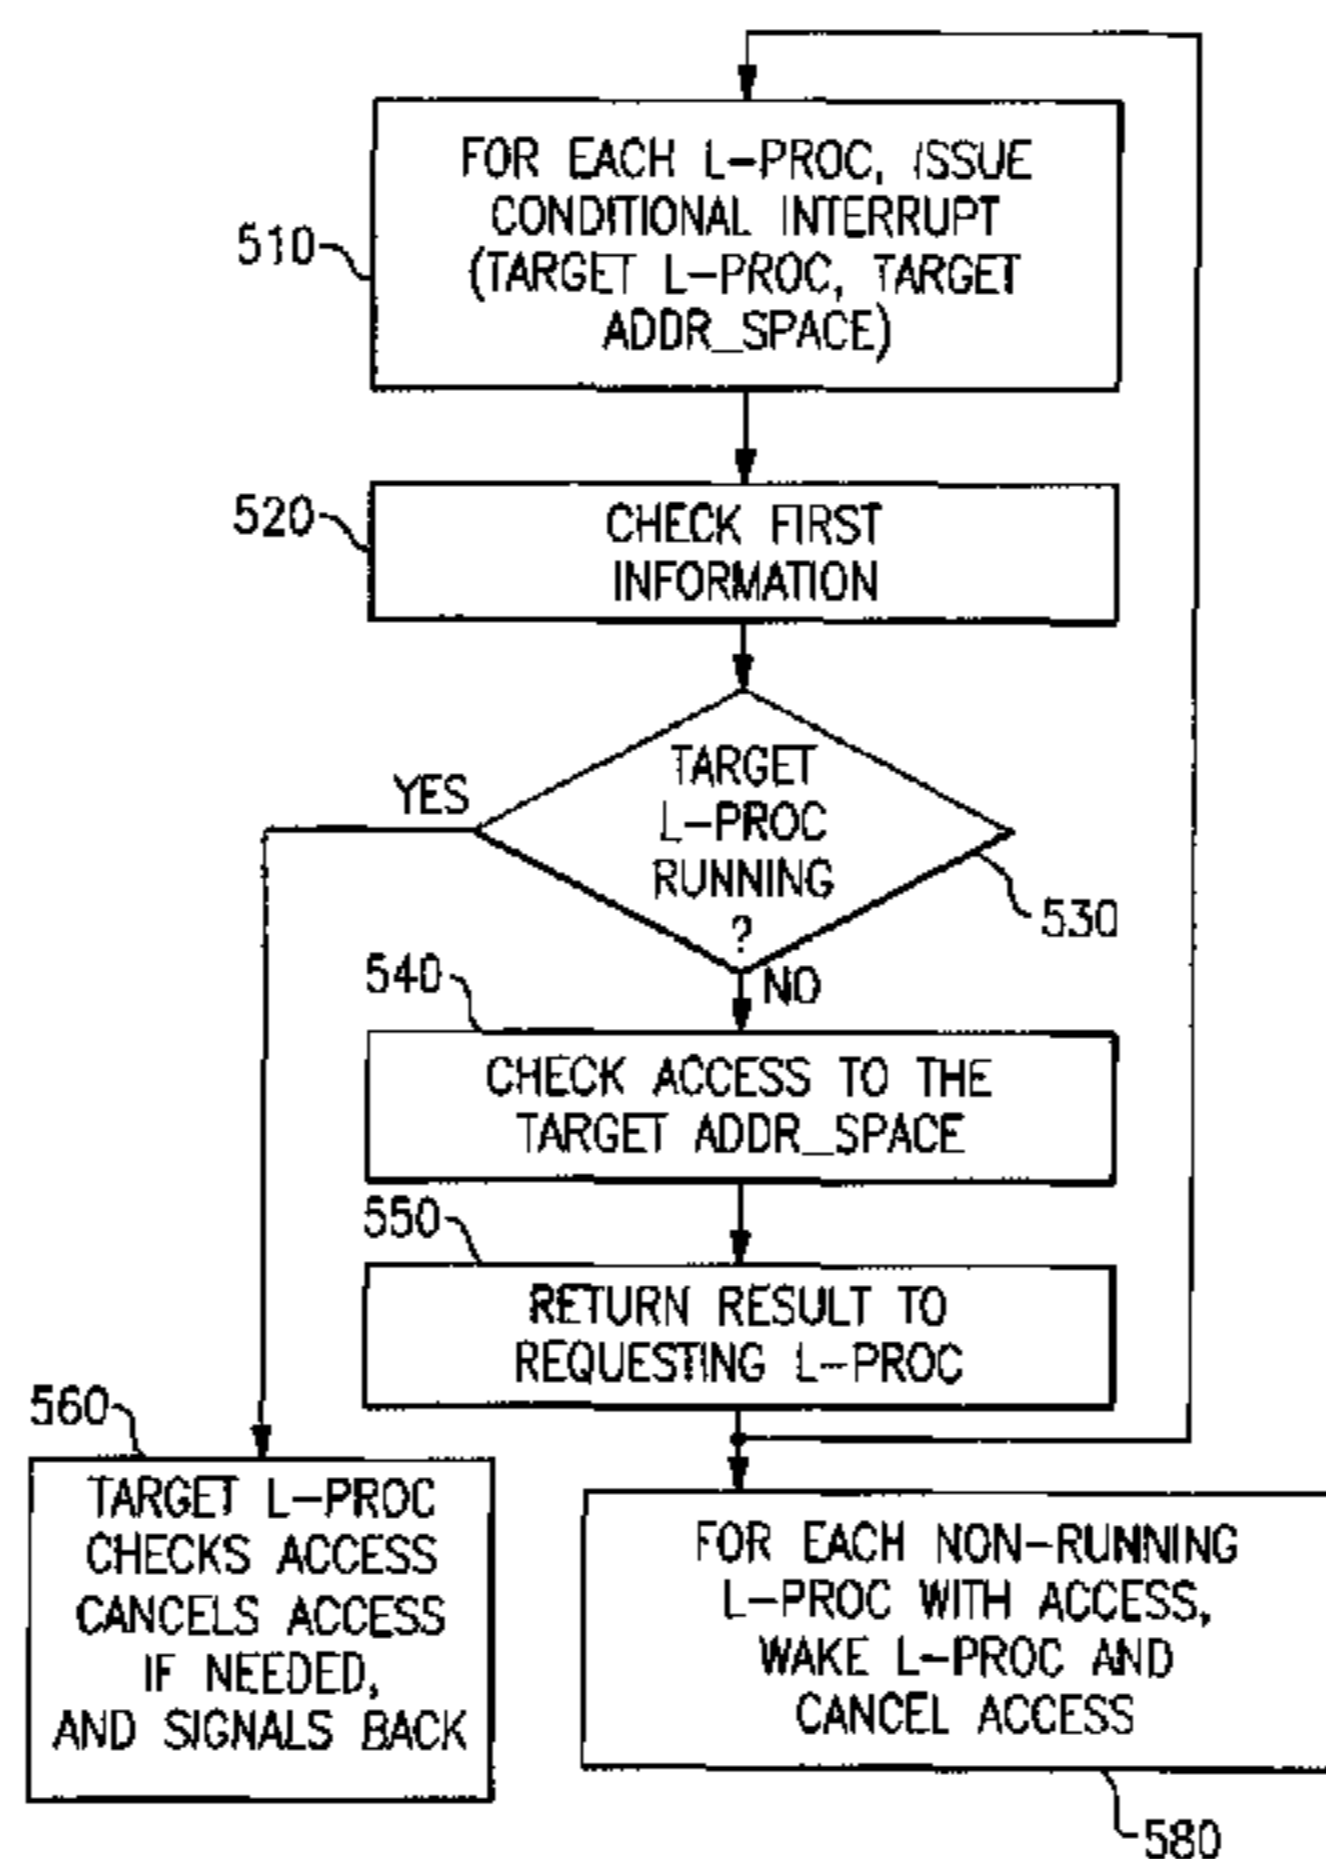 FOR EACH L-PROC, ISSUE
CONDITIONAL INTERRUPT
(TARGET L-PROC, TARGET
ADDR_SPACE)
510
520
CHECK FIRST
INFORMATION
YES
TARGET
L-PROC
RUNNING
?
530
NO
540
CHECK ACCESS TO THE
TARGET ADDR_SPACE
550
RETURN RESULT TO
REQUESTING L-PROC
560
TARGET L-PROC
CHECKS ACCESS
CANCELS ACCESS
IF NEEDED,
AND SIGNALS BACK
FOR EACH NON-RUNNING
L-PROC WITH ACCESS,
WAKE L-PROC AND
CANCEL ACCESS
580